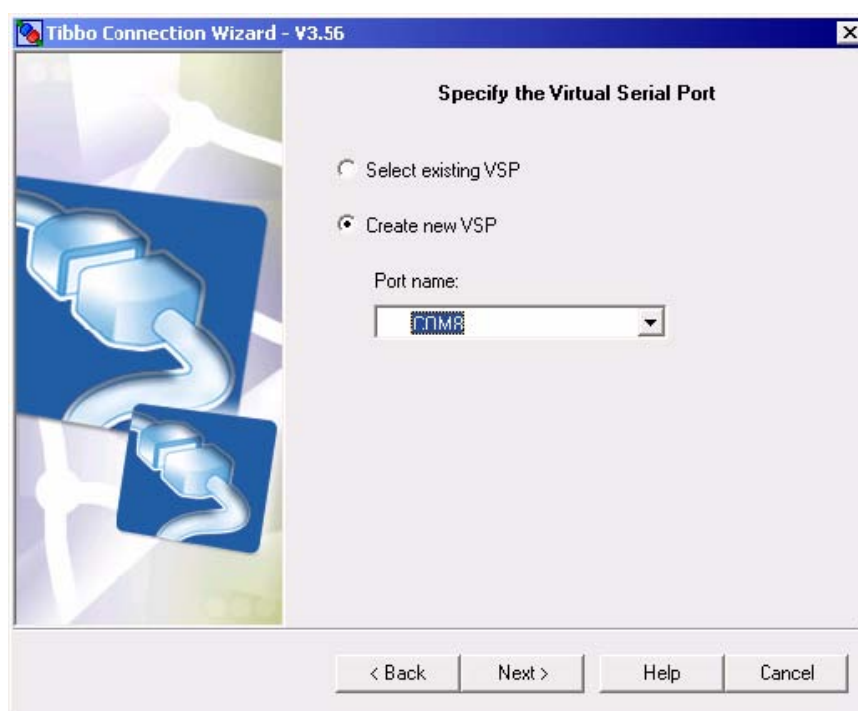 Tibbo Connection Wizard - V3.56
Specify the Virtual Serial Port
Select existing VSP
Create new VSP
Port name:
COM8
< Back
Next >
Help
Cancel